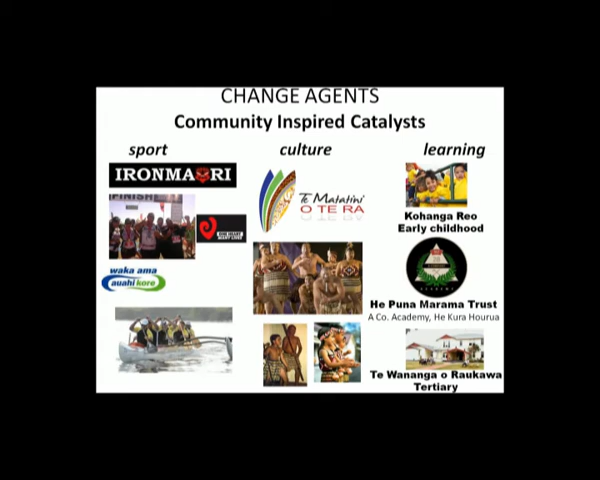 CHANGE AGENTS
Community Inspired Catalysts
sport
culture
learning
IRONMAORI
FINISH
waka ama
auahi kore
Te Matatini
O TE RA
Kohanga Reo
Early childhood
He Puna Marama Trust
A Co. Academy, He Kura Hourua
Te Wananga o Raukawa
Tertiary